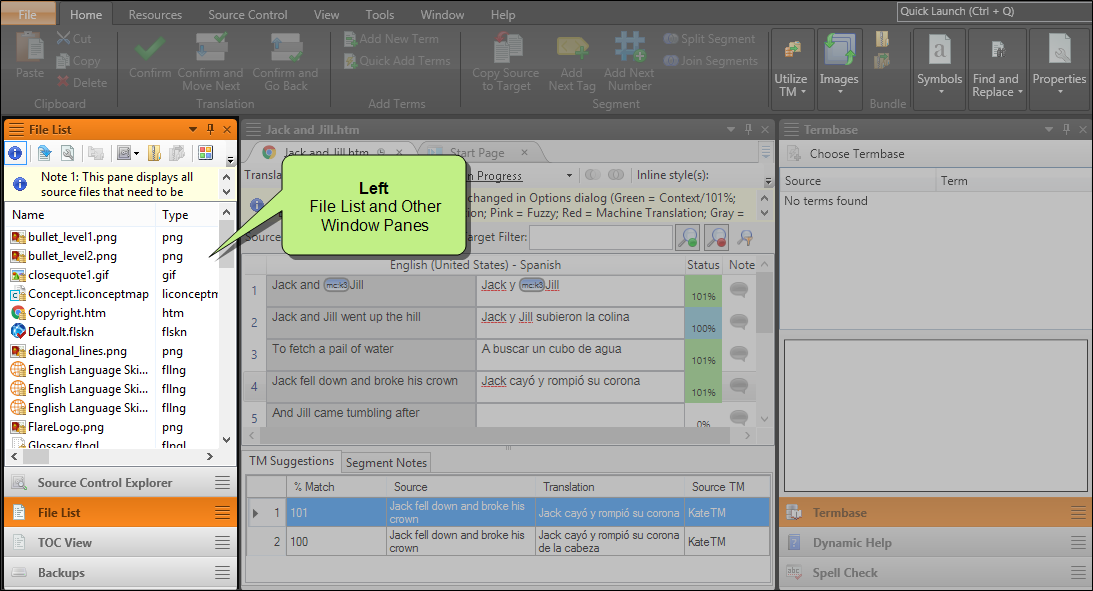 File Home Resources Source Control View Tools Window Help Quick Launch (Ctrl + Q)
Paste
Cut
Copy
Delete
Clipboard
Confirm
Confirm and
Move Next
Confirm and
Go Back
Translation
Add New Term
Quick Add Terms
Add Terms
Copy Source
to Target
Add
Next Tag
Add Next
Number
Split Segment
Join Segments
Segment
Utilize
TM
Images
Bundle
Symbols
Find and
Replace
Properties
File List
Note 1: This pane displays all
source files that need to be
Name Type
bullet_level1.png png
bullet_level2.png png
closequote1.gif gif
Concept.liconceptmap liconceptm
Copyright.htm htm
Default.flskn flskn
diagonal_lines.png png
English Language Ski... fllng
English Language Ski... fllng
English Language Ski... fllng
FlareLogo.png png
Glossary.flngl flngl
Source Control Explorer
File List
TOC View
Backups
Left
File List and Other
Window Panes
Jack and Jill.htm
Jack and Jill.htm Start Page
Transla n Progress Inline style(s):
changed in Options dialog (Green = Context/101%;
ion; Pink = Fuzzy; Red = Machine Translation; Gray =
Source Target Filter:
English (United States) - Spanish Status Note
1 Jack and mc:k3 Jill Jack y mc:k3 Jill 101%
2 Jack and Jill went up the hill Jack y Jill subieron la colina 100%
3 To fetch a pail of water A buscar un cubo de agua 101%
4 Jack fell down and broke his crown Jack cayó y rompió su corona 101%
5 And Jill came tumbling after 0%
TM Suggestions Segment Notes
% Match Source Translation Source TM
1 101 Jack fell down and broke his
crown Jack cayó y rompió su corona KateTM
2 100 Jack fell down and broke his
crown Jack cayó y rompió su corona
de la cabeza KateTM
Termbase
Choose Termbase
Source Term
No terms found
Termbase
Dynamic Help
Spell Check